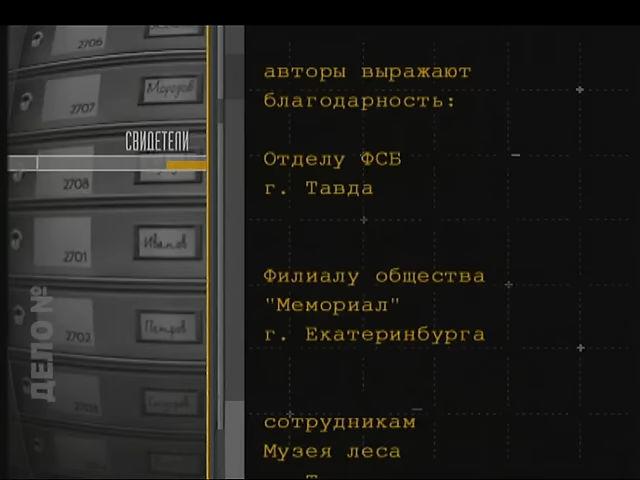 2706
Морозов
2707
СВИДЕТЕЛИ
2708
Иванов
2701
ДЕЛО №
Петров
2702
авторы выражают
благодарность:
Отделу ФСБ
г. Тавда
Филиалу общества
"Мемориал"
г. Екатеринбурга
сотрудникам
Музея леса